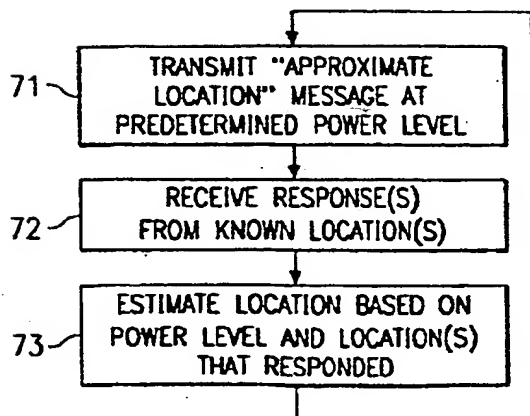 71
TRANSMIT "APPROXIMATE
LOCATION" MESSAGE AT
PREDETERMINED POWER LEVEL
72
RECEIVE RESPONSE(S)
FROM KNOWN LOCATION(S)
73
ESTIMATE LOCATION BASED ON
POWER LEVEL AND LOCATION(S)
THAT RESPONDED